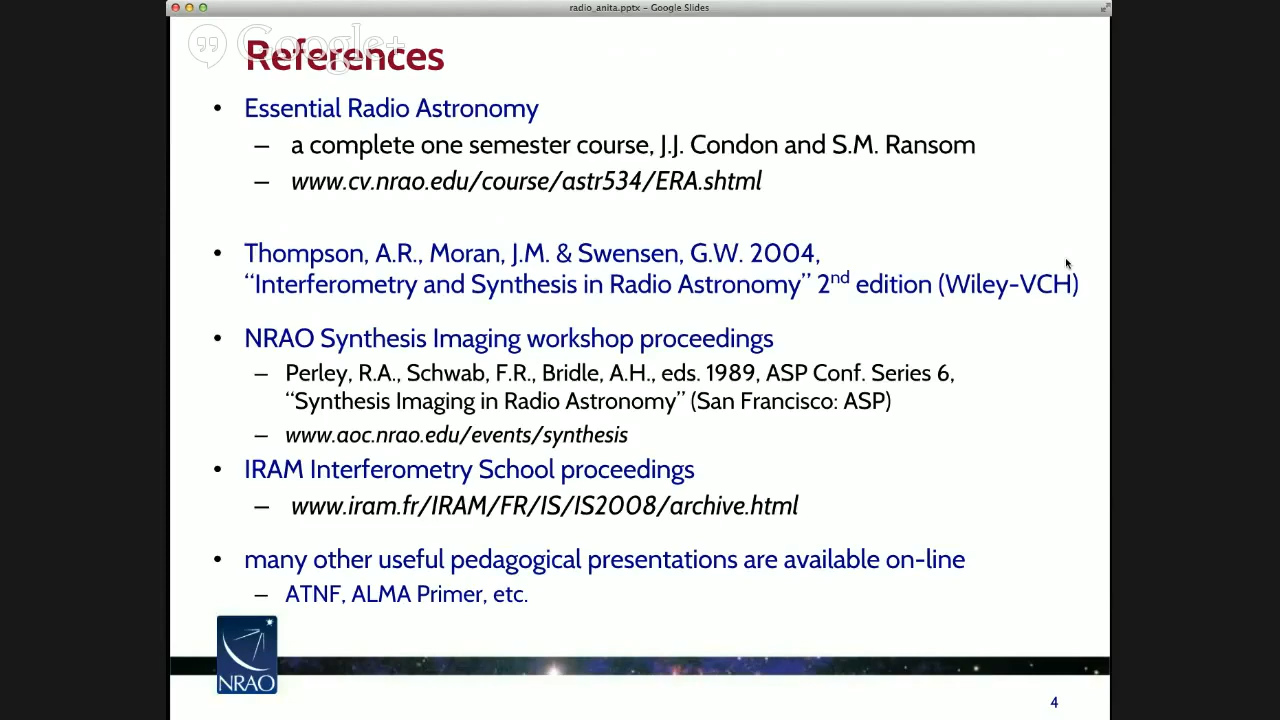 radio_anita.pptx - Google Slides
Google+
References
• Essential Radio Astronomy
– a complete one semester course, J.J. Condon and S.M. Ransom
– www.cv.nrao.edu/course/astr534/ERA.shtml
• Thompson, A.R., Moran, J.M. & Swensen, G.W. 2004,
“Interferometry and Synthesis in Radio Astronomy” 2nd edition (Wiley-VCH)
• NRAO Synthesis Imaging workshop proceedings
– Perley, R.A., Schwab, F.R., Bridle, A.H., eds. 1989, ASP Conf. Series 6,
“Synthesis Imaging in Radio Astronomy” (San Francisco: ASP)
– www.aoc.nrao.edu/events/synthesis
• IRAM Interferometry School proceedings
– www.iram.fr/IRAM/FR/IS/IS2008/archive.html
• many other useful pedagogical presentations are available on-line
– ATNF, ALMA Primer, etc.
NRAO
4